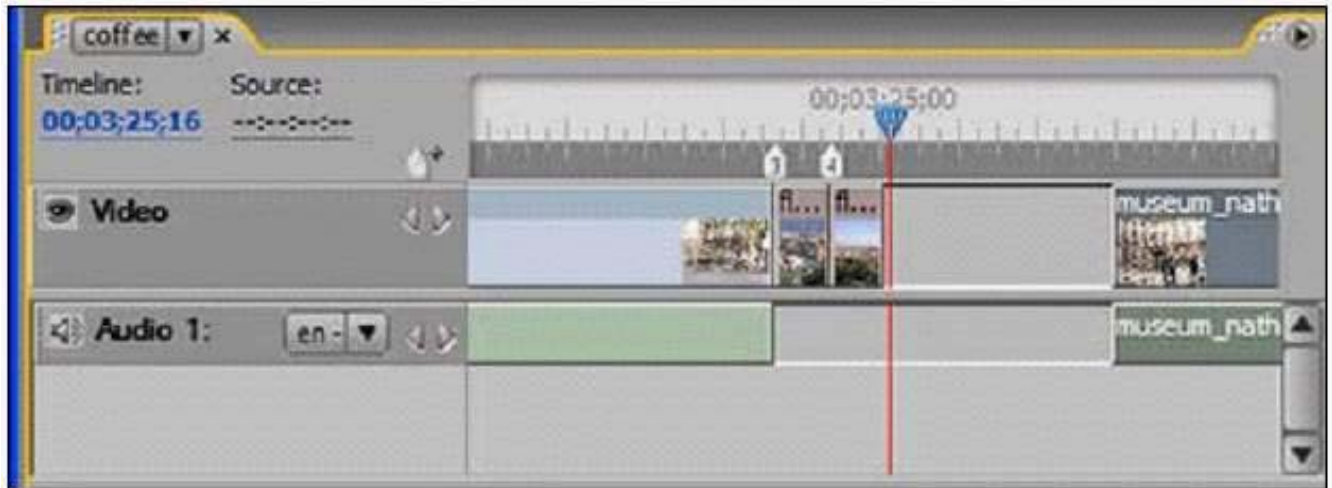 coffee
Timeline: Source:
00;03;25;16 --:--:--:--
00;03;25;00
3 4
Video
fl... fl... museum_nath
Audio 1: en - museum_nath